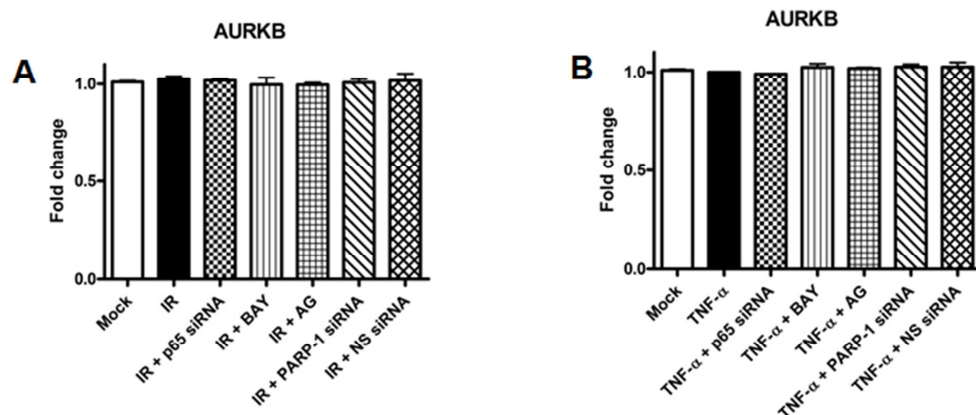 A
AURKB
Fold change
1.0
0.5
0.0
Mock
IR
IR + p65 siRNA
IR + BAY
IR + AG
IR + PARP-1 siRNA
IR + NS siRNA
B
AURKB
Fold change
1.0
0.5
0.0
Mock
TNF-α
TNF-α + p65 siRNA
TNF-α + BAY
TNF-α + AG
TNF-α + PARP-1 siRNA
TNF-α + NS siRNA